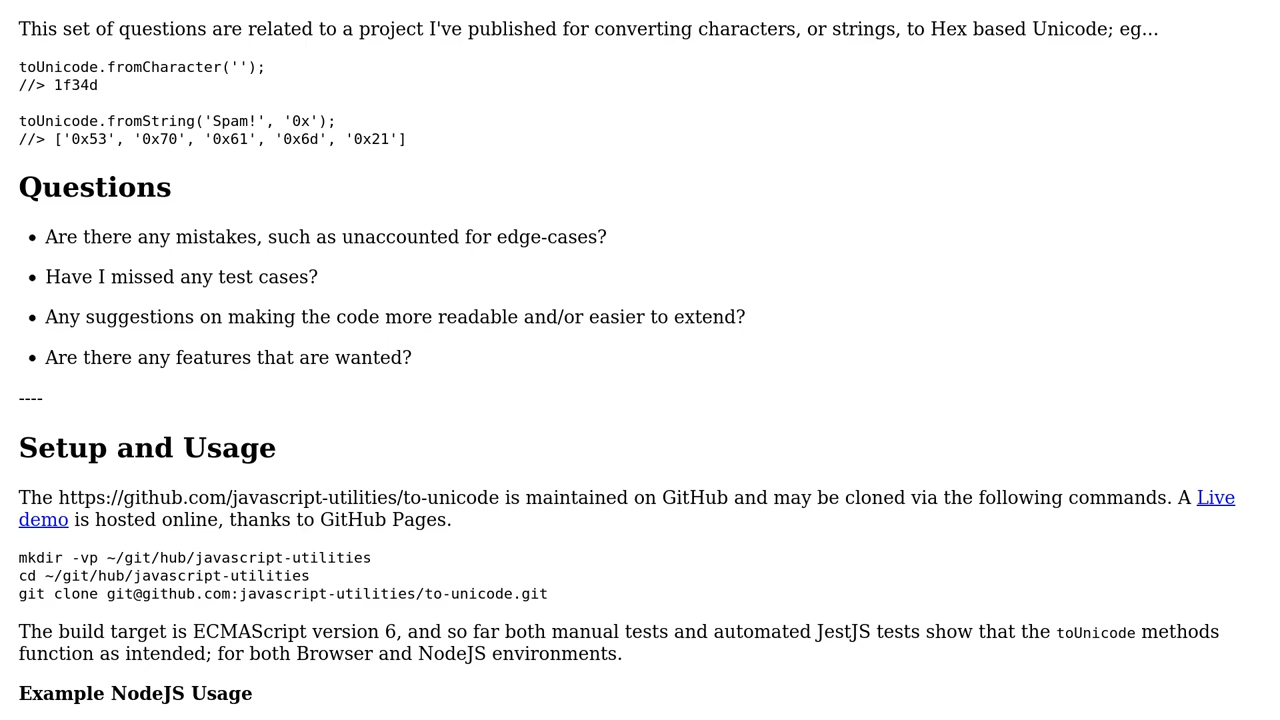 This set of questions are related to a project I've published for converting characters, or strings, to Hex based Unicode; eg...
toUnicode.fromCharacter('');
//> 1f34d
toUnicode.fromString('Spam!', '0x');
//> ['0x53', '0x70', '0x61', '0x6d', '0x21']
Questions
• Are there any mistakes, such as unaccounted for edge-cases?
• Have I missed any test cases?
• Any suggestions on making the code more readable and/or easier to extend?
• Are there any features that are wanted?
----
Setup and Usage
The https://github.com/javascript-utilities/to-unicode is maintained on GitHub and may be cloned via the following commands. A Live
demo is hosted online, thanks to GitHub Pages.
mkdir -vp ~/git/hub/javascript-utilities
cd ~/git/hub/javascript-utilities
git clone git@github.com:javascript-utilities/to-unicode.git
The build target is ECMAScript version 6, and so far both manual tests and automated JestJS tests show that the toUnicode methods
function as intended; for both Browser and NodeJS environments.
Example NodeJS Usage